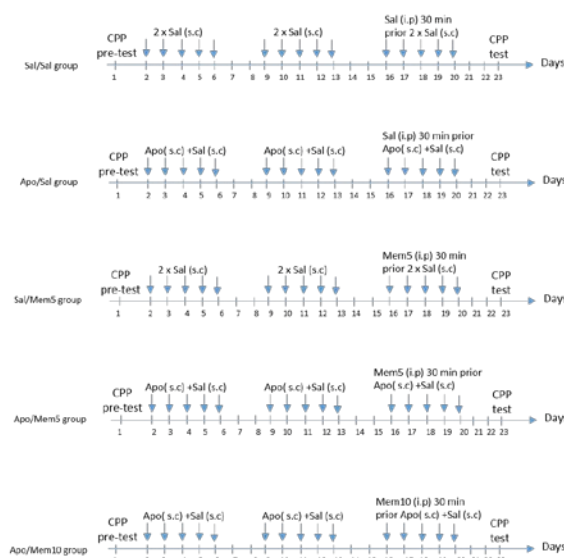 CPP 2 x Sal (s.c) 2 x Sal (s.c) Sal (i.p) 30 min CPP
pre-test prior 2 x Sal (s.c) test
Sal/Sal group Days
1 2 3 4 5 6 7 8 9 10 11 12 13 14 15 16 17 18 19 20 21 22 23
CPP Apo( s.c) +Sal (s.c) Apo( s.c) +Sal (s.c) Sal (i.p) 30 min prior CPP
pre-test Apo( s.c) +Sal (s.c) test
Apo/Sal group Days
1 2 3 4 5 6 7 8 9 10 11 12 13 14 15 16 17 18 19 20 21 22 23
CPP 2 x Sal (s.c) 2 x Sal (s.c) Mem5 (i.p) 30 min CPP
pre-test prior 2 x Sal (s.c) test
Sal/Mem5 group Days
1 2 3 4 5 6 7 8 9 10 11 12 13 14 15 16 17 18 19 20 21 22 23
CPP Apo( s.c) +Sal (s.c) Apo( s.c) +Sal (s.c) Mem5 (i.p) 30 min prior CPP
pre-test Apo( s.c) +Sal (s.c) test
Apo/Mem5 group Days
1 2 3 4 5 6 7 8 9 10 11 12 13 14 15 16 17 18 19 20 21 22 23
CPP Apo( s.c) +Sal (s.c) Apo( s.c) +Sal (s.c) Mem10 (i.p) 30 min CPP
pre-test prior Apo( s.c) +Sal (s.c) test
Apo/Mem10 group Days